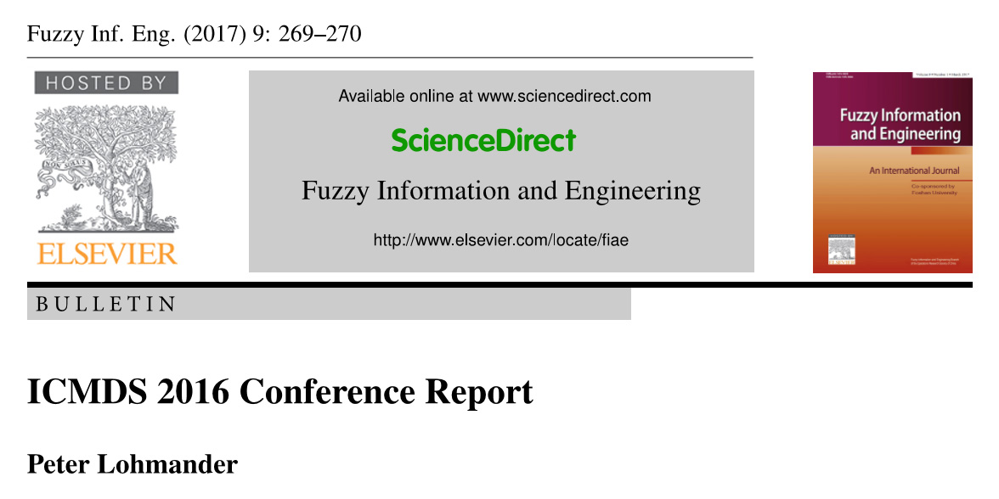 Fuzzy Inf. Eng. (2017) 9: 269–270
HOSTED BY
NON SOLUS
ELSEVIER
Available online at www.sciencedirect.com
ScienceDirect
Fuzzy Information and Engineering
http://www.elsevier.com/locate/fiae
Fuzzy Information
and Engineering
An International Journal
Co-sponsored by
Foshan University
BULLETIN
ICMDS 2016 Conference Report
Peter Lohmander